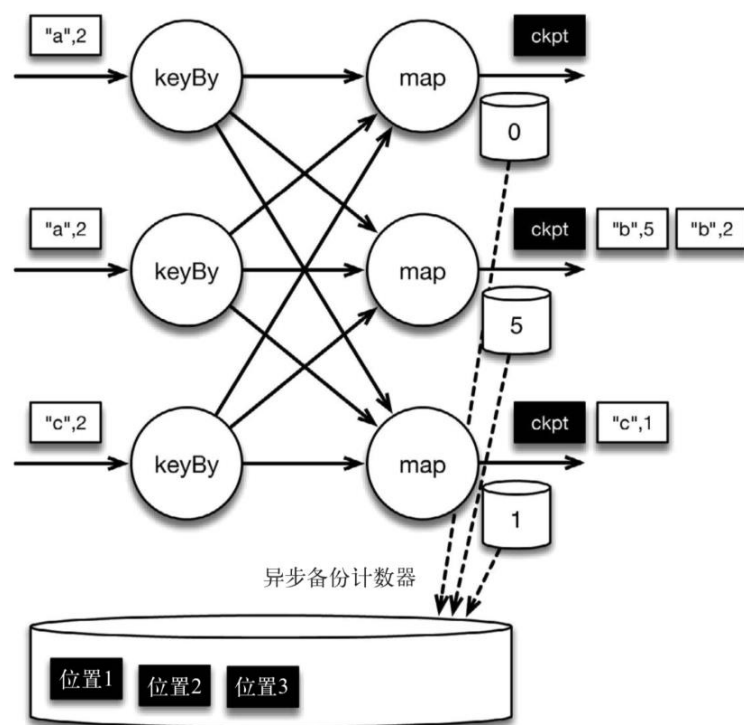 "a",2
keyBy
map
ckpt
0
"a",2
keyBy
map
ckpt
"b",5
"b",2
5
"c",2
keyBy
map
ckpt
"c",1
1
异步备份计数器
位置1
位置2
位置3